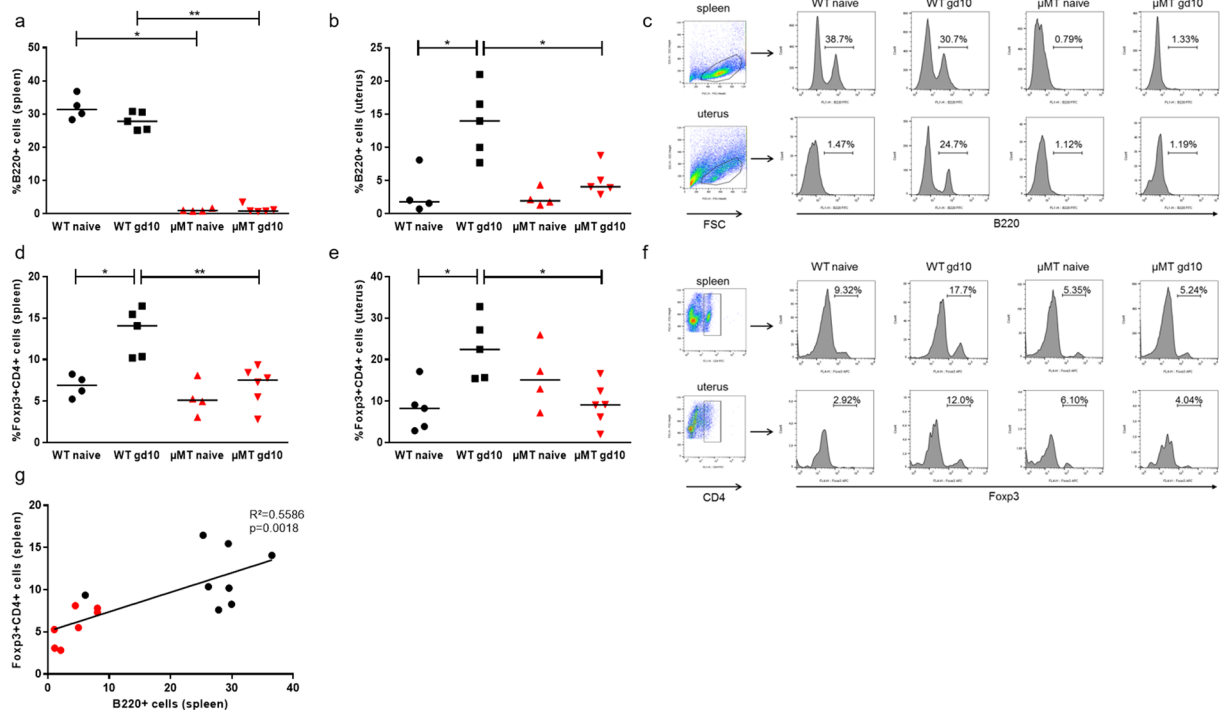 a
**
*
%B220+ cells (spleen)
50
40
30
20
10
0
WT naive WT gd10 µMT naive µMT gd10
b
* *
%B220+ cells (uterus)
25
20
15
10
5
0
WT naive WT gd10 µMT naive µMT gd10
c
spleen
WT naive WT gd10 µMT naive µMT gd10
38.7% 30.7% 0.79% 1.33%
uterus
1.47% 24.7% 1.12% 1.19%
FSC
B220
d
* **
%Foxp3+CD4+ cells (spleen)
20
15
10
5
0
WT naive WT gd10 µMT naive µMT gd10
e
* *
%Foxp3+CD4+ cells (uterus)
40
30
20
10
0
WT naive WT gd10 µMT naive µMT gd10
f
spleen
WT naive WT gd10 µMT naive µMT gd10
9.32% 17.7% 5.35% 5.24%
uterus
2.92% 12.0% 6.10% 4.04%
CD4
Foxp3
g
R²=0.5586
p=0.0018
Foxp3+CD4+ cells (spleen)
20
15
10
5
0
0 10 20 30 40
B220+ cells (spleen)